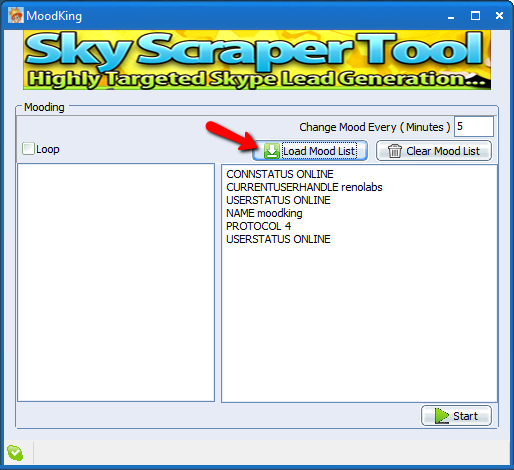 MoodKing
Sky Scraper Tool
Highly Targeted Skype Lead Generation...
Mooding
Change Mood Every ( Minutes ) 5
Loop
Load Mood List
Clear Mood List
CONNSTATUS ONLINE
CURRENTUSERHANDLE renolabs
USERSTATUS ONLINE
NAME moodking
PROTOCOL 4
USERSTATUS ONLINE
Start